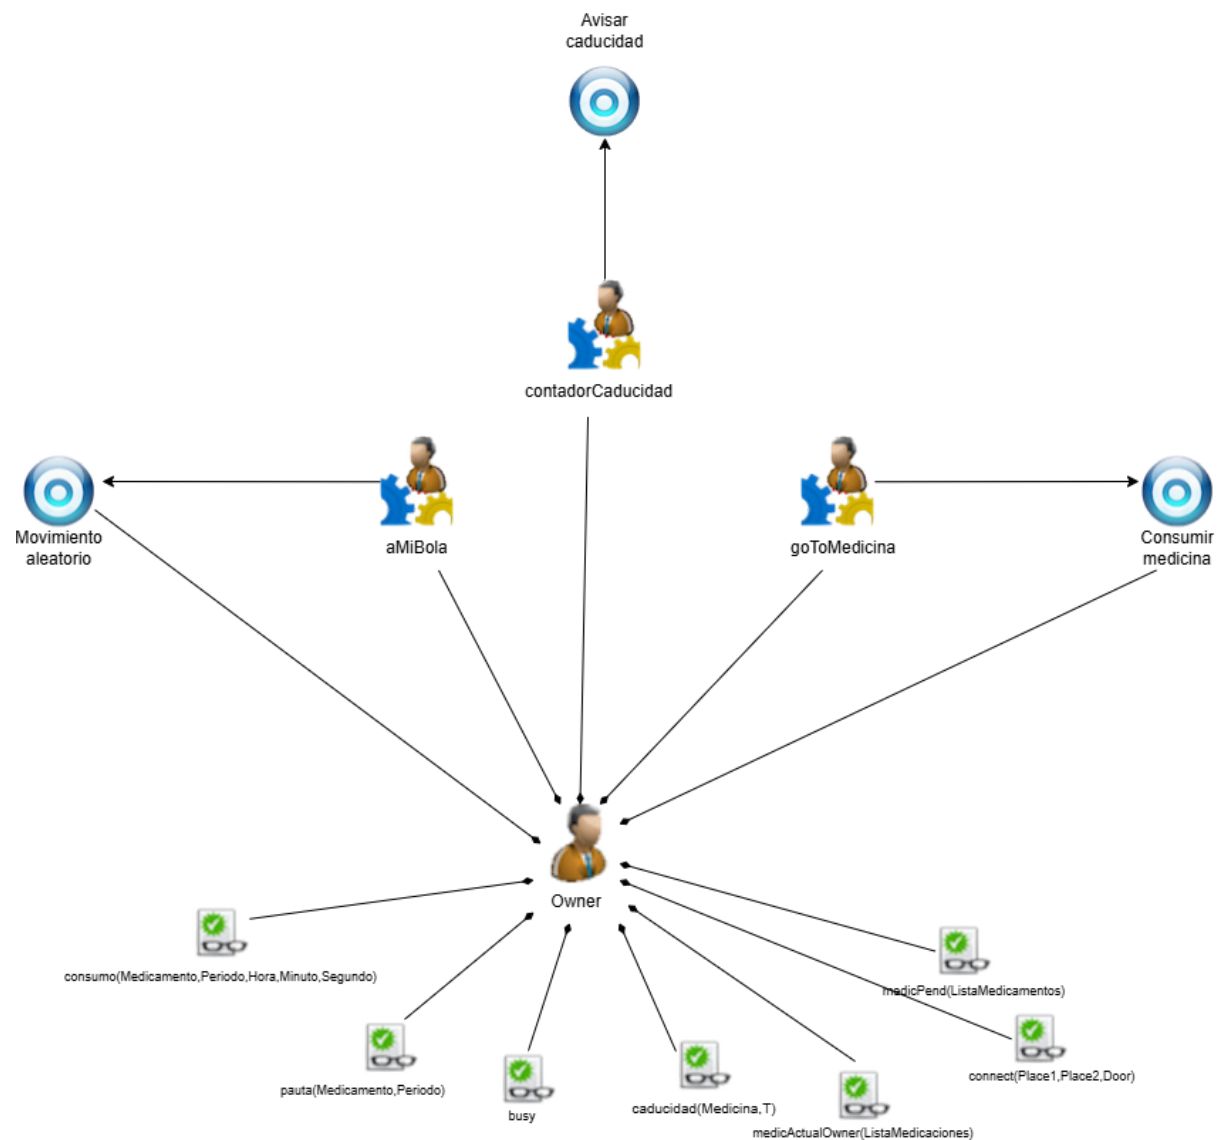 Avisar
caducidad
contadorCaducidad
Movimiento
aleatorio
aMiBola
goToMedicina
Consumir
medicina
Owner
consumo(Medicamento,Periodo,Hora,Minuto,Segundo)
medicPend(ListaMedicamentos)
pauta(Medicamento,Periodo)
connect(Place1,Place2,Door)
busy
caducidad(Medicina,T)
medicActualOwner(ListaMedicaciones)